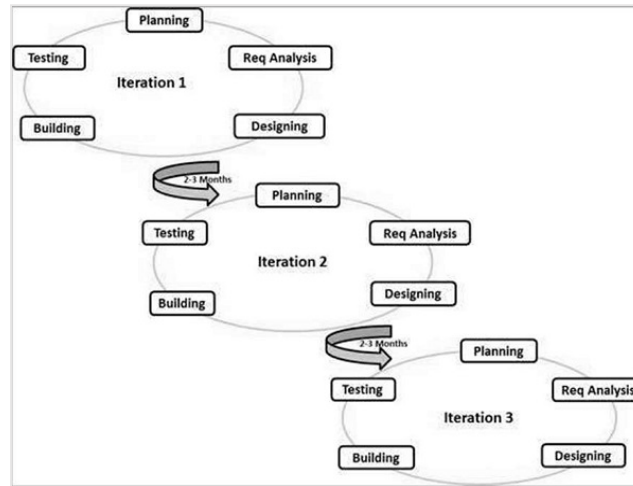 Planning
Testing
Req Analysis
Iteration 1
Building
Designing
2-3 Months
Planning
Testing
Req Analysis
Iteration 2
Building
Designing
2-3 Months
Planning
Testing
Req Analysis
Iteration 3
Building
Designing